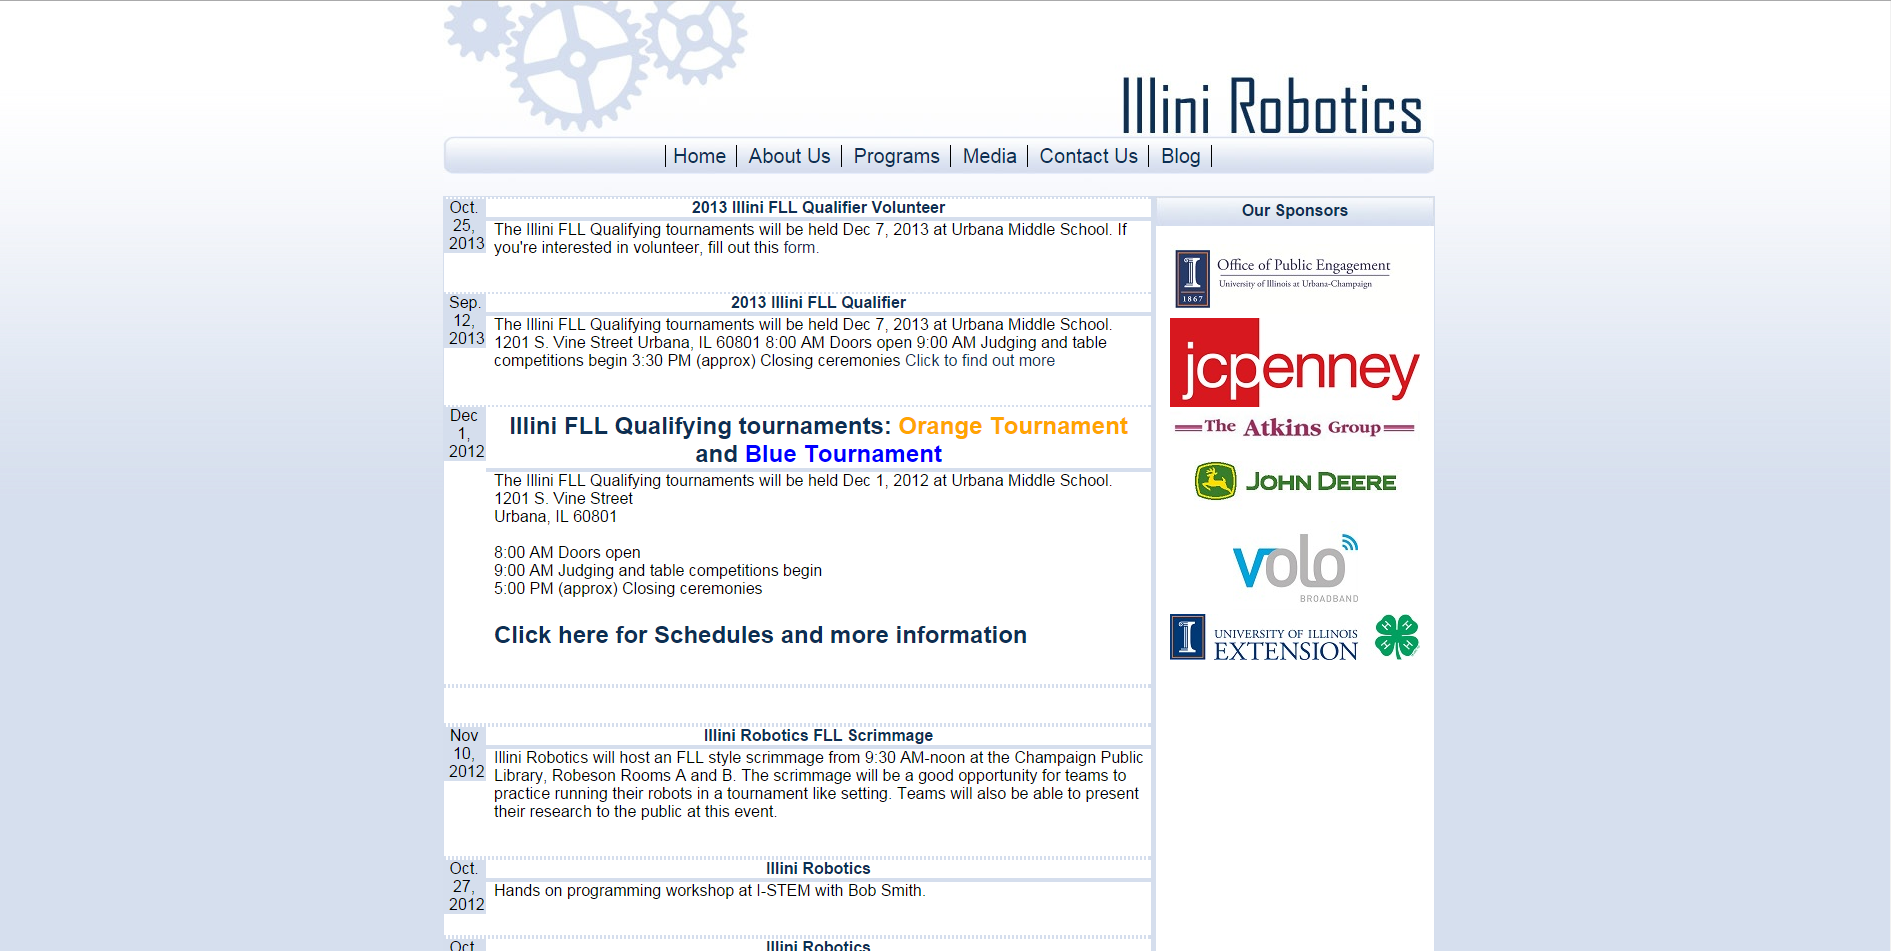 Illini Robotics
Home
About Us
Programs
Media
Contact Us
Blog
Oct. 25, 2013
2013 Illini FLL Qualifier Volunteer
The Illini FLL Qualifying tournaments will be held Dec 7, 2013 at Urbana Middle School. If
you're interested in volunteer, fill out this form.
Sep. 12, 2013
2013 Illini FLL Qualifier
The Illini FLL Qualifying tournaments will be held Dec 7, 2013 at Urbana Middle School.
1201 S. Vine Street Urbana, IL 60801 8:00 AM Doors open 9:00 AM Judging and table
competitions begin 3:30 PM (approx) Closing ceremonies Click to find out more
Dec 1, 2012
Illini FLL Qualifying tournaments: Orange Tournament
and Blue Tournament
The Illini FLL Qualifying tournaments will be held Dec 1, 2012 at Urbana Middle School.
1201 S. Vine Street
Urbana, IL 60801
8:00 AM Doors open
9:00 AM Judging and table competitions begin
5:00 PM (approx) Closing ceremonies
Click here for Schedules and more information
Nov 10, 2012
Illini Robotics FLL Scrimmage
Illini Robotics will host an FLL style scrimmage from 9:30 AM-noon at the Champaign Public
Library, Robeson Rooms A and B. The scrimmage will be a good opportunity for teams to
practice running their robots in a tournament like setting. Teams will also be able to present
their research to the public at this event.
Oct. 27, 2012
Illini Robotics
Hands on programming workshop at I-STEM with Bob Smith.
Oct.
Illini Robotics
Our Sponsors
I
1867
Office of Public Engagement
University of Illinois at Urbana-Champaign
jcpenney
The Atkins Group
JOHN DEERE
volo
BROADBAND
I
UNIVERSITY OF ILLINOIS
EXTENSION
H H H H